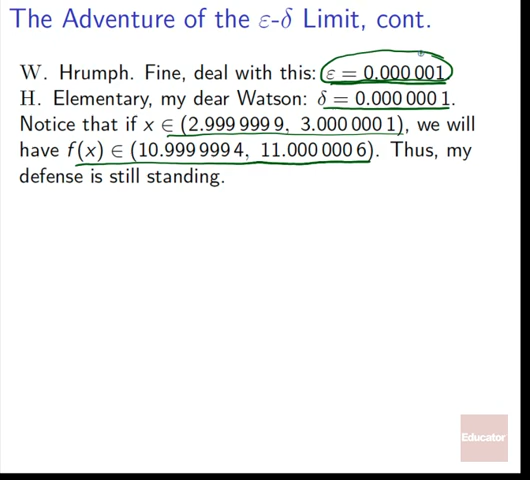 The Adventure of the ε-δ Limit, cont.
W. Hrumph. Fine, deal with this: ε = 0.000 001
H. Elementary, my dear Watson: δ = 0.000 000 1.
Notice that if x ∈ (2.999 999 9, 3.000 000 1), we will
have f(x) ∈ (10.999 999 4, 11.000 000 6). Thus, my
defense is still standing.
Educator